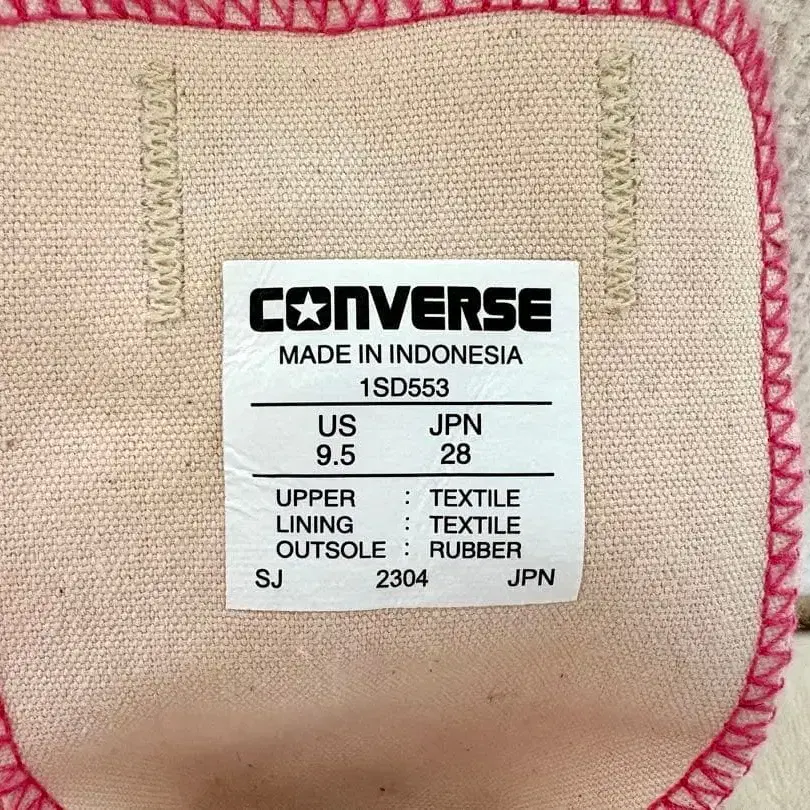 CONVERSE
MADE IN INDONESIA
1SD553
US JPN
9.5 28
UPPER : TEXTILE
LINING : TEXTILE
OUTSOLE : RUBBER
SJ 2304 JPN